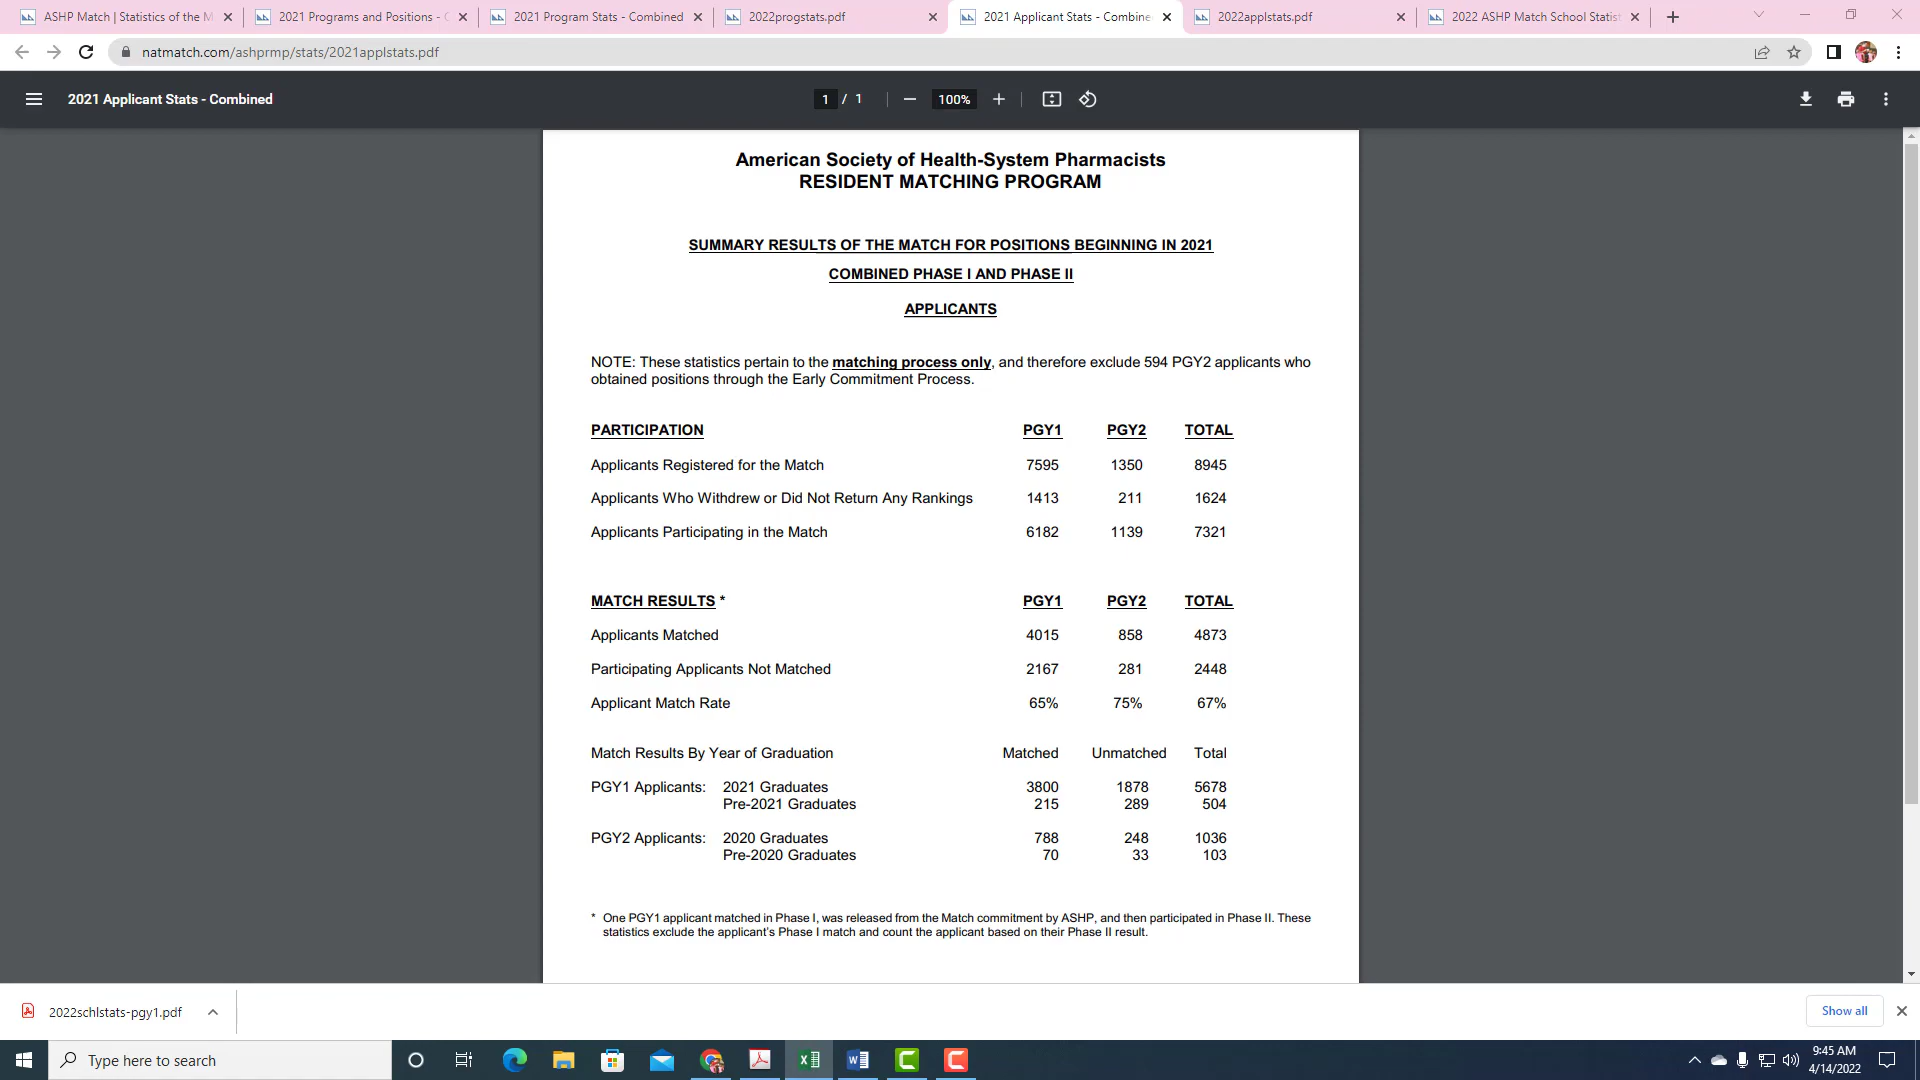 ASHP Match | Statistics of the M
2021 Programs and Positions -
2021 Program Stats - Combined
2022progstats.pdf
2021 Applicant Stats - Combine
2022applstats.pdf
2022 ASHP Match School Statis
natmatch.com/ashprmp/stats/2021applstats.pdf
2021 Applicant Stats - Combined
1 / 1
100%
American Society of Health-System Pharmacists
RESIDENT MATCHING PROGRAM
SUMMARY RESULTS OF THE MATCH FOR POSITIONS BEGINNING IN 2021
COMBINED PHASE I AND PHASE II
APPLICANTS
NOTE: These statistics pertain to the matching process only, and therefore exclude 594 PGY2 applicants who
obtained positions through the Early Commitment Process.
PARTICIPATION PGY1 PGY2 TOTAL
Applicants Registered for the Match 7595 1350 8945
Applicants Who Withdrew or Did Not Return Any Rankings 1413 211 1624
Applicants Participating in the Match 6182 1139 7321
MATCH RESULTS * PGY1 PGY2 TOTAL
Applicants Matched 4015 858 4873
Participating Applicants Not Matched 2167 281 2448
Applicant Match Rate 65% 75% 67%
Match Results By Year of Graduation Matched Unmatched Total
PGY1 Applicants: 2021 Graduates 3800 1878 5678
Pre-2021 Graduates 215 289 504
PGY2 Applicants: 2020 Graduates 788 248 1036
Pre-2020 Graduates 70 33 103
* One PGY1 applicant matched in Phase I, was released from the Match commitment by ASHP, and then participated in Phase II. These
statistics exclude the applicant's Phase I match and count the applicant based on their Phase II result.
2022schlstats-pgy1.pdf
Show all
Type here to search
9:45 AM
4/14/2022